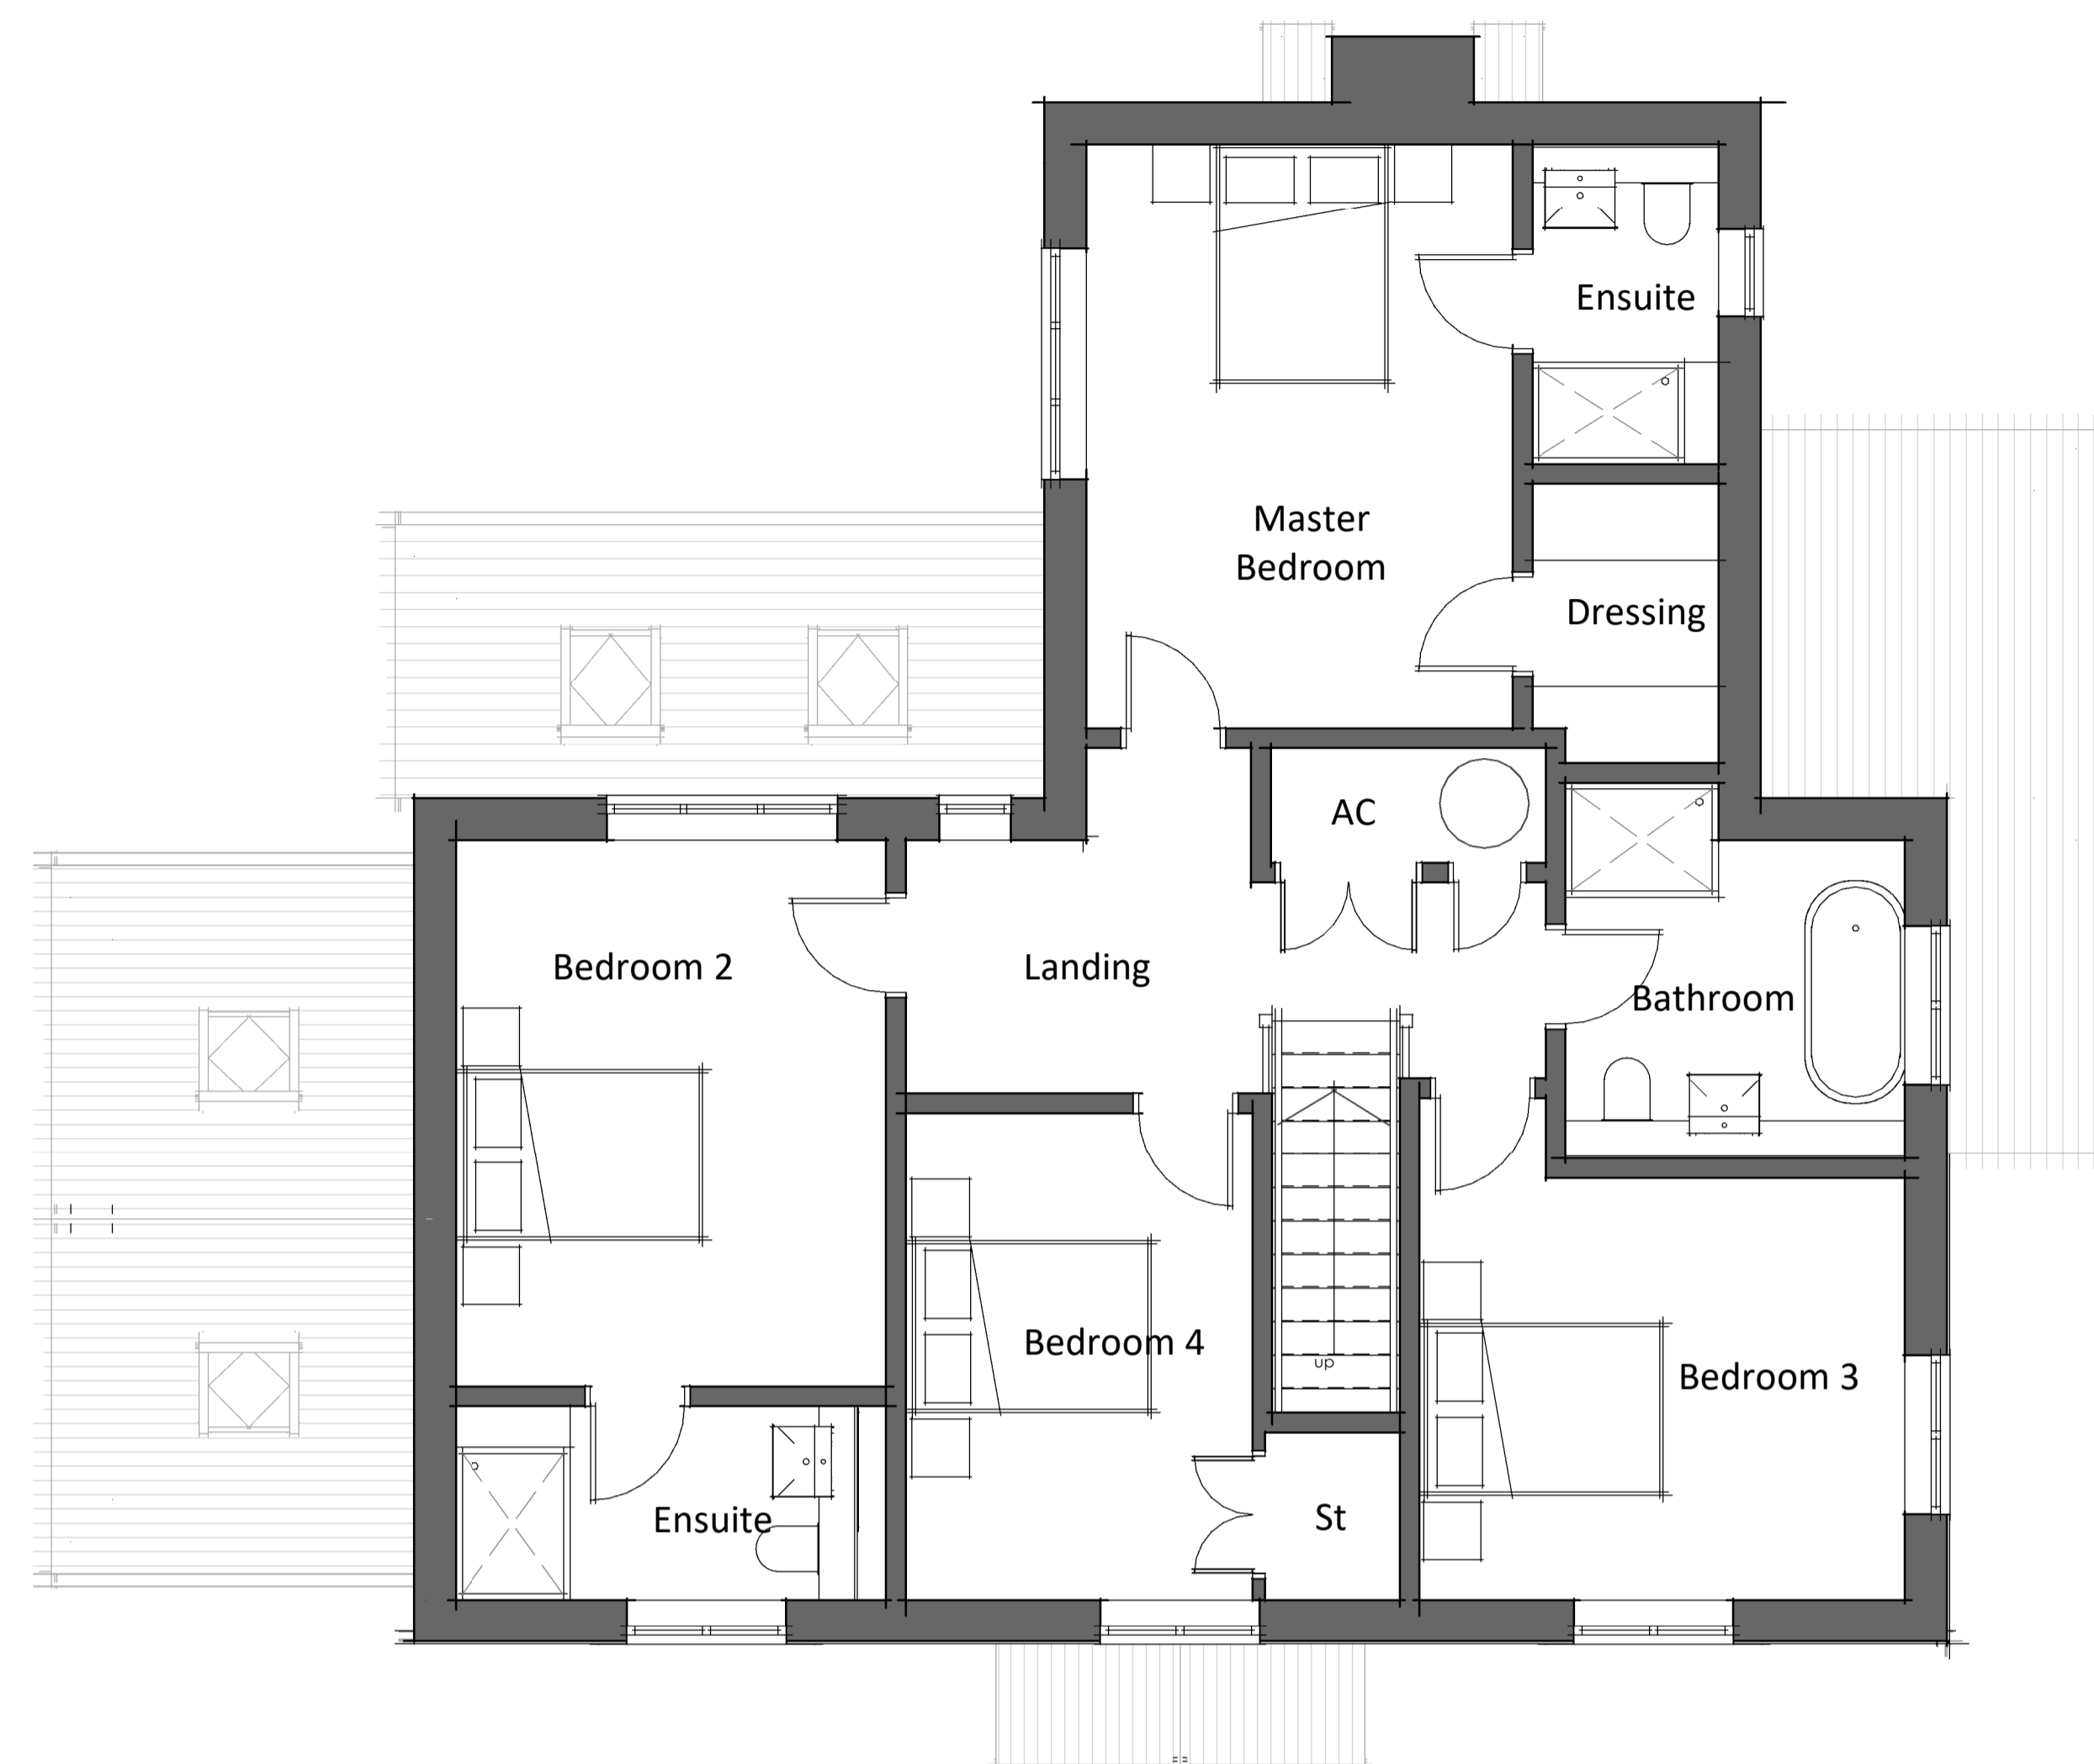 Ensuite
Master
Bedroom
Dressing
AC
Bedroom 2
Landing
Bathroom
Bedroom 4
up
Bedroom 3
Ensuite
St